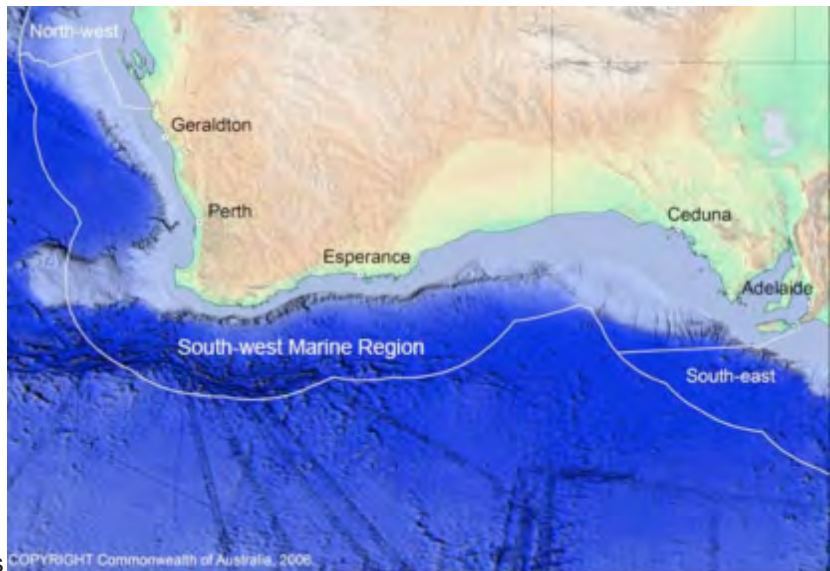 North-west
Geraldton
Perth
Ceduna
Esperance
Adelaide
South-west Marine Region
South-east
s
COPYRIGHT Commonwealth of Australia, 2006.